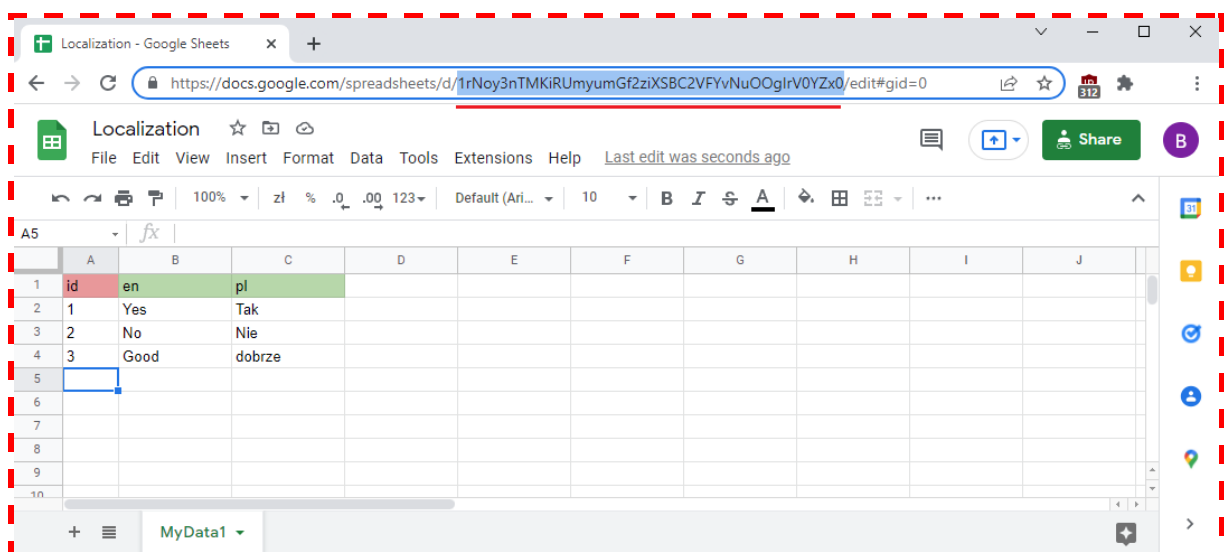 Localization - Google Sheets
https://docs.google.com/spreadsheets/d/1rNoy3nTMKiRUmyumGf2ziXSBC2VFYvNuOOgIrV0YZx0/edit#gid=0
312
Localization
Share
B
File Edit View Insert Format Data Tools Extensions Help Last edit was seconds ago
100% zł % .0 .00 123 Default (Ari... 10 B I S A
31
A5 fx
A B C D E F G H I J
1 id en pl
2 1 Yes Tak
3 2 No Nie
4 3 Good dobrze
5
6
7
8
9
10
MyData1